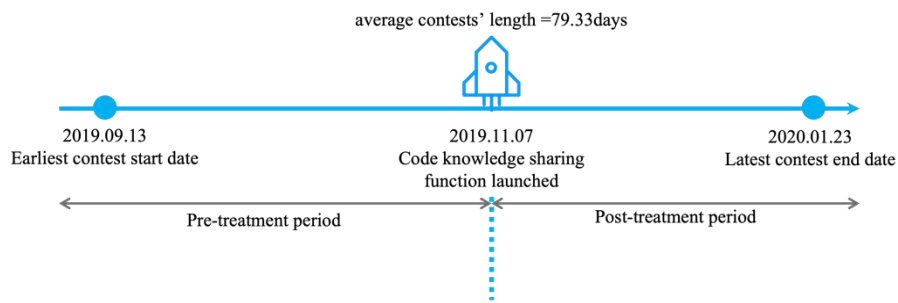 average contests’ length =79.33days
2019.09.13
Earliest contest start date
2019.11.07
Code knowledge sharing
function launched
2020.01.23
Latest contest end date
Pre-treatment period
Post-treatment period